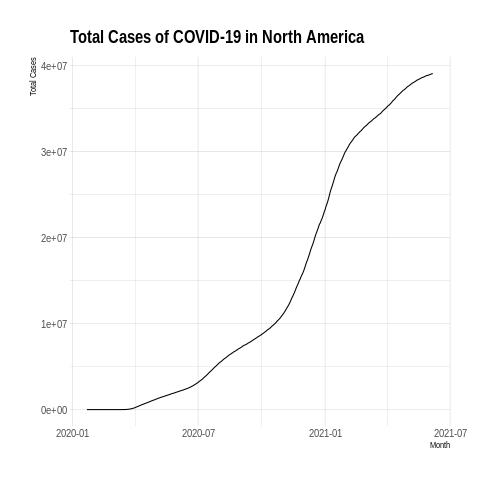 Total Cases of COVID-19 in North America
Total Cases
4e+07
3e+07
2e+07
1e+07
0e+00
2020-01
2020-07
2021-01
2021-07
Month